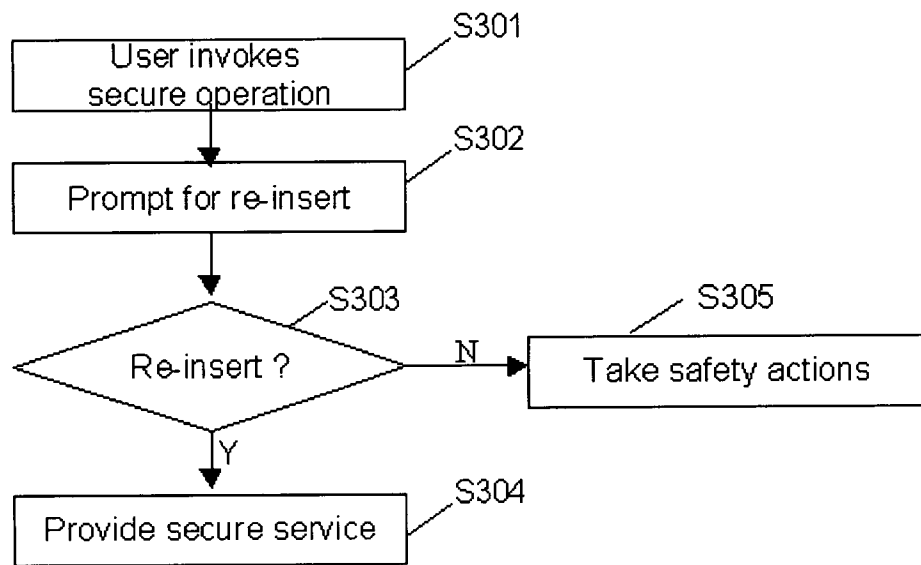 S301
User invokes
secure operation
S302
Prompt for re-insert
S303
Re-insert ?
N
S305
Take safety actions
Y
S304
Provide secure service